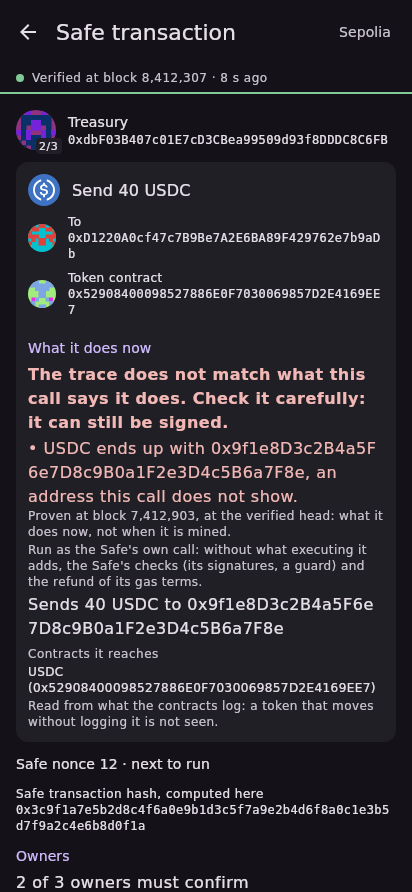 Safe transaction
Sepolia
Verified at block 8,412,307 · 8 s ago
Treasury
0xdbF03B407c01E7cD3CBea99509d93f8DDDC8C6FB
2/3
Send 40 USDC
To
0xD1220A0cf47c7B9Be7A2E6BA89F429762e7b9aD
b
Token contract
0x52908400098527886E0F7030069857D2E4169EE
7
What it does now
The trace does not match what this
call says it does. Check it carefully:
it can still be signed.
• USDC ends up with 0x9f1e8D3c2B4a5F
6e7D8c9B0a1F2e3D4c5B6a7F8e, an
address this call does not show.
Proven at block 7,412,903, at the verified head: what it
does now, not when it is mined.
Run as the Safe's own call: without what executing it
adds, the Safe's checks (its signatures, a guard) and
the refund of its gas terms.
Sends 40 USDC to 0x9f1e8D3c2B4a5F6e
7D8c9B0a1F2e3D4c5B6a7F8e
Contracts it reaches
USDC
(0x52908400098527886E0F7030069857D2E4169EE7)
Read from what the contracts log: a token that moves
without logging it is not seen.
Safe nonce 12 · next to run
Safe transaction hash, computed here
0x3c9f1a7e5b2d8c4f6a0e9b1d3c5f7a9e2b4d6f8a0c1e3b5
d7f9a2c4e6b8d0f1a
Owners
2 of 3 owners must confirm